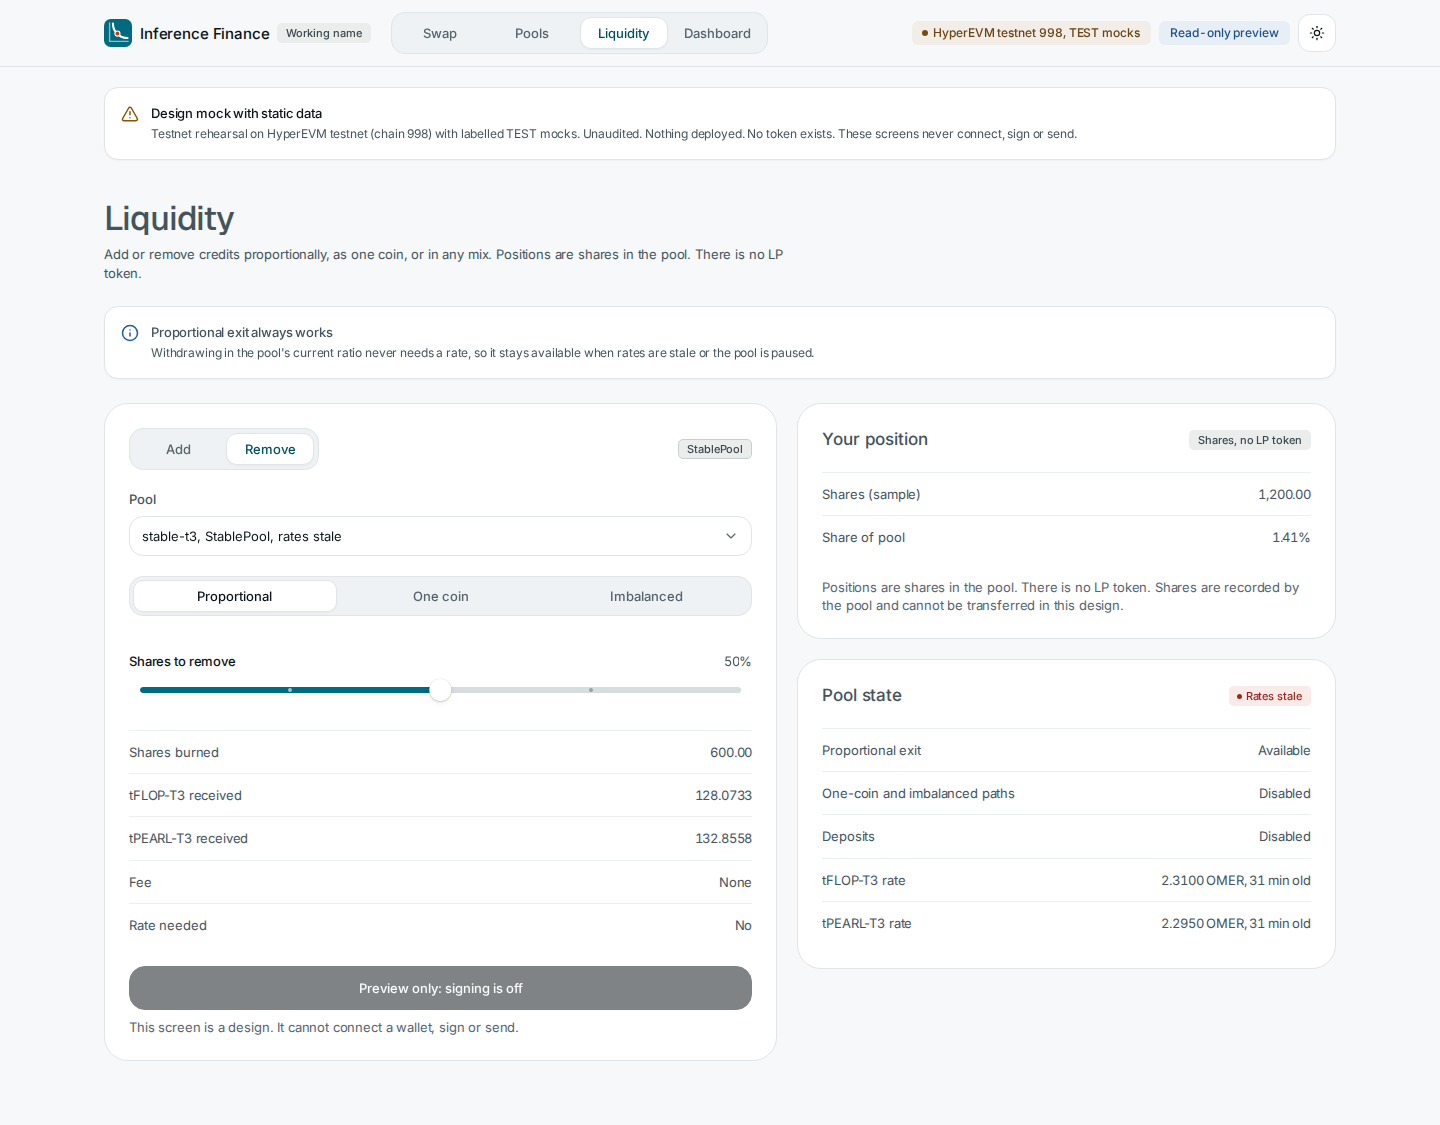 Inference Finance
Working name
Swap
Pools
Liquidity
Dashboard
HyperEVM testnet 998, TEST mocks
Read-only preview
Design mock with static data
Testnet rehearsal on HyperEVM testnet (chain 998) with labelled TEST mocks. Unaudited. Nothing deployed. No token exists. These screens never connect, sign or send.
Liquidity
Add or remove credits proportionally, as one coin, or in any mix. Positions are shares in the pool. There is no LP
token.
Proportional exit always works
Withdrawing in the pool's current ratio never needs a rate, so it stays available when rates are stale or the pool is paused.
Add
Remove
StablePool
Pool
stable-t3, StablePool, rates stale
Proportional
One coin
Imbalanced
Shares to remove
50%
Shares burned
600.00
tFLOP-T3 received
128.0733
tPEARL-T3 received
132.8558
Fee
None
Rate needed
No
Preview only: signing is off
This screen is a design. It cannot connect a wallet, sign or send.
Your position
Shares, no LP token
Shares (sample)
1,200.00
Share of pool
1.41%
Positions are shares in the pool. There is no LP token. Shares are recorded by
the pool and cannot be transferred in this design.
Pool state
Rates stale
Proportional exit
Available
One-coin and imbalanced paths
Disabled
Deposits
Disabled
tFLOP-T3 rate
2.3100 OMER, 31 min old
tPEARL-T3 rate
2.2950 OMER, 31 min old